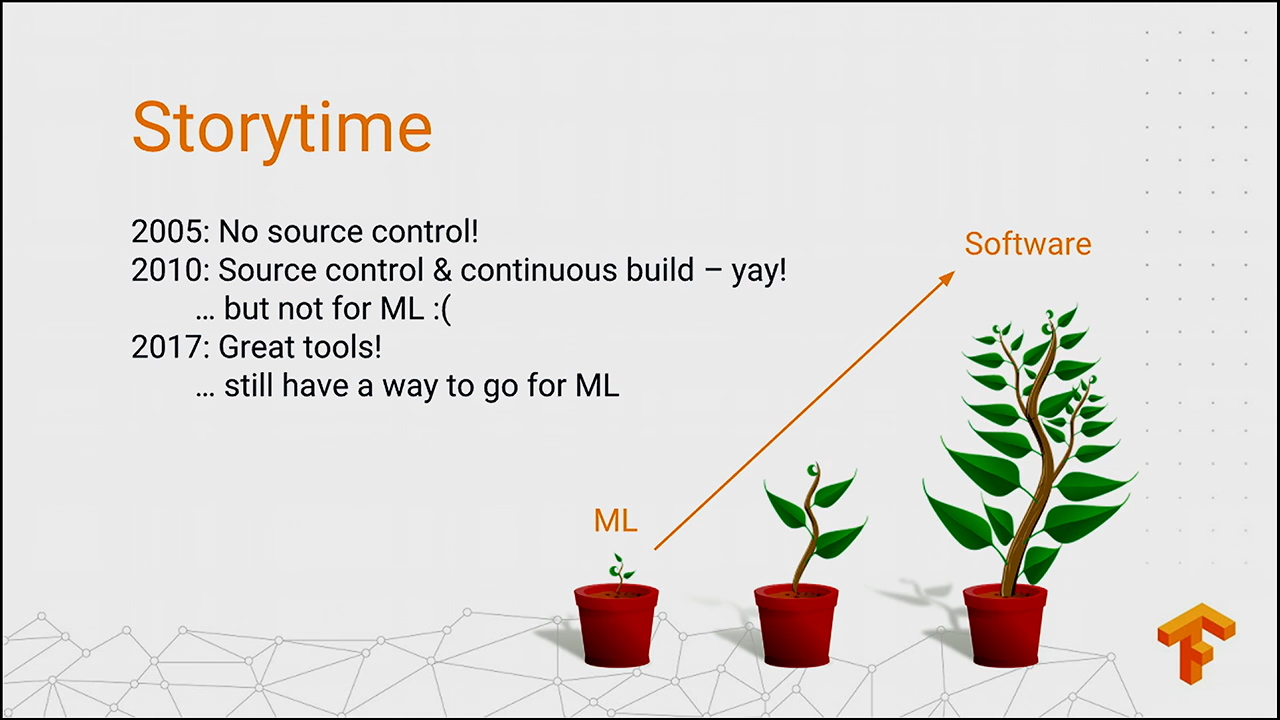 Storytime
2005: No source control!
2010: Source control & continuous build – yay!
... but not for ML :(
2017: Great tools!
... still have a way to go for ML
Software
ML